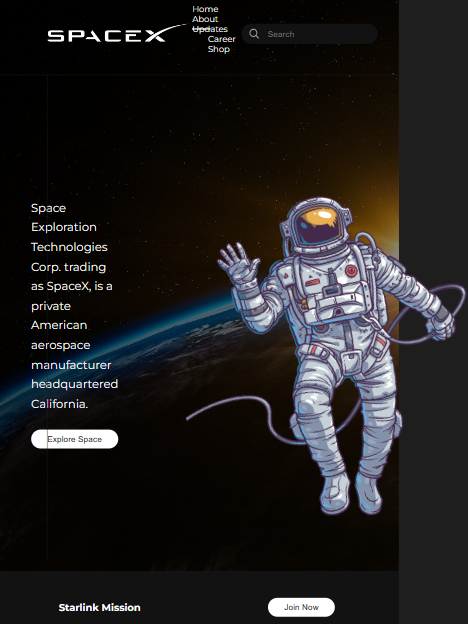 SPACEX
Home
About
Updates
Career
Shop
Search
Space
Exploration
Technologies
Corp. trading
as SpaceX, is a
private
American
aerospace
manufacturer
headquartered
California.
Explore Space
Starlink Mission
Join Now